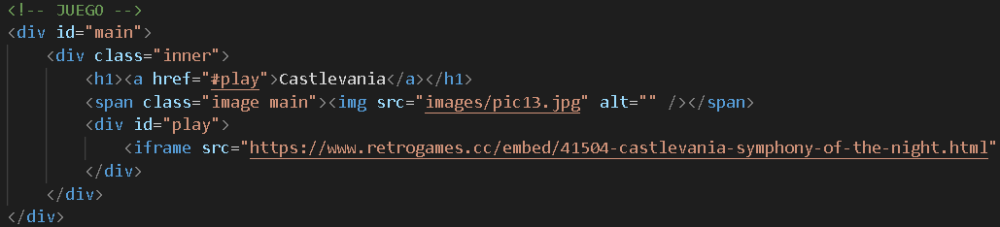 <!-- JUEGO -->
<div id="main">
<div class="inner">
<h1><a href="#play">Castlevania</a></h1>
<span class="image main"><img src="images/pic13.jpg" alt="" /></span>
<div id="play">
<iframe src="https://www.retrogames.cc/embed/41504-castlevania-symphony-of-the-night.html"
</div>
</div>
</div>